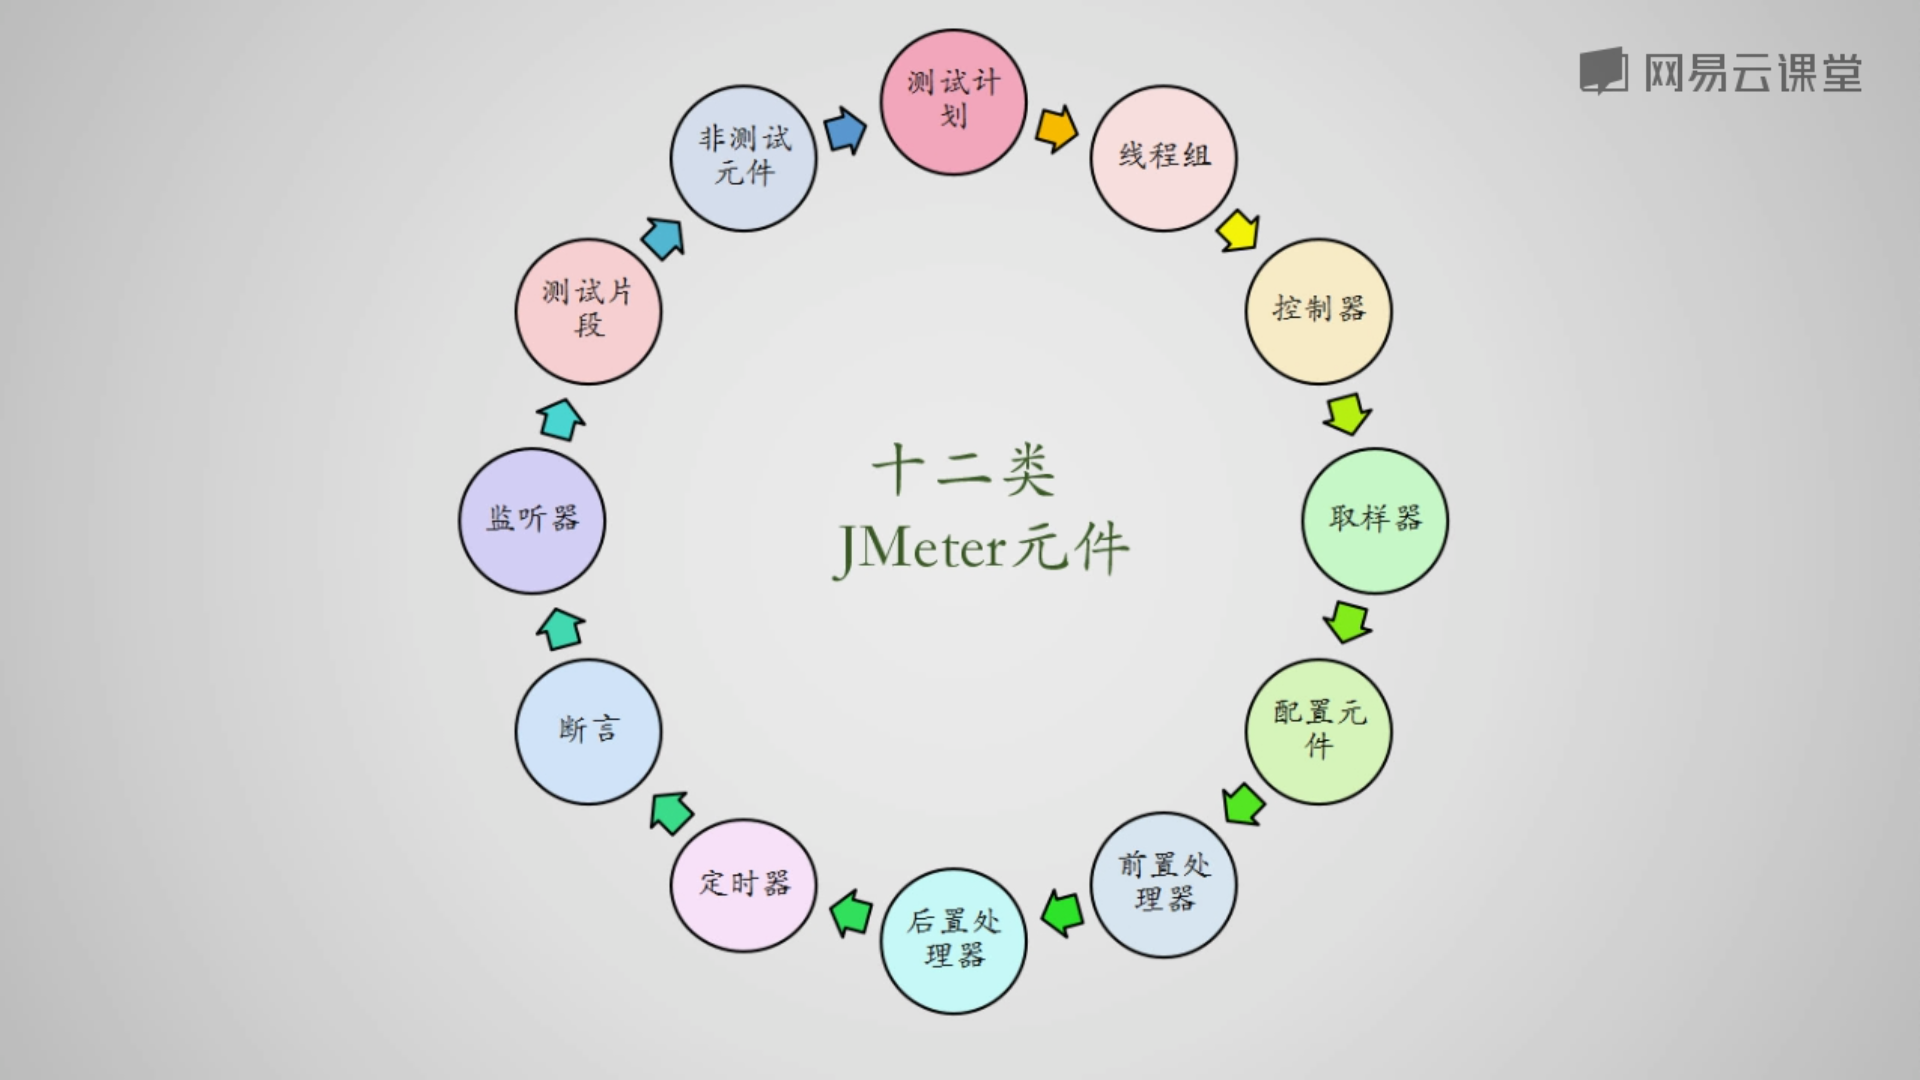 网易云课堂
测试计
划
线程组
控制器
取样器
配置元
件
前置处
理器
后置处
理器
定时器
断言
监听器
测试片
段
非测试
元件
十二类
JMeter元件